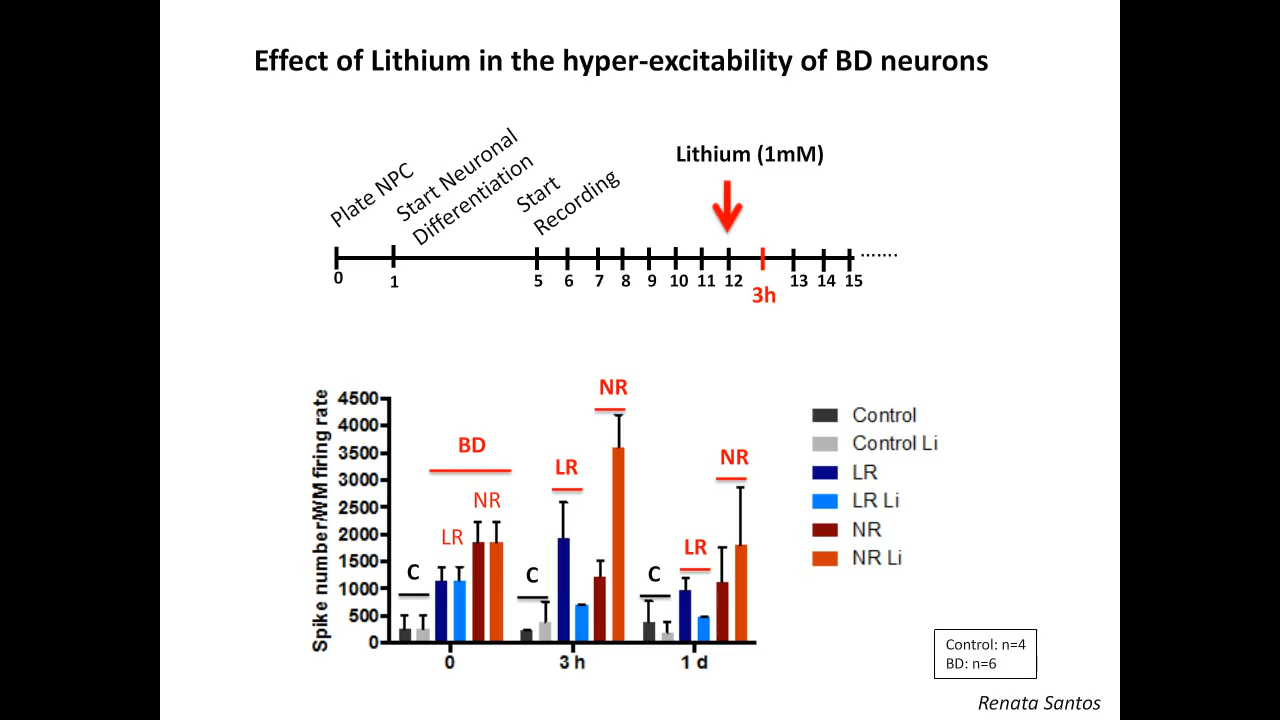 Effect of Lithium in the hyper-excitability of BD neurons
Plate NPC
Start Neuronal
Differentiation
Start
Recording
Lithium (1mM)
0 1 5 6 7 8 9 10 11 12 13 14 15 .......
3h
Spike number/WM firing rate
4500
4000
3500
3000
2500
2000
1500
1000
500
0
C
BD
LR
NR
C
LR
NR
C
LR
NR
0 3 h 1 d
Control
Control Li
LR
LR Li
NR
NR Li
Control: n=4
BD: n=6
Renata Santos